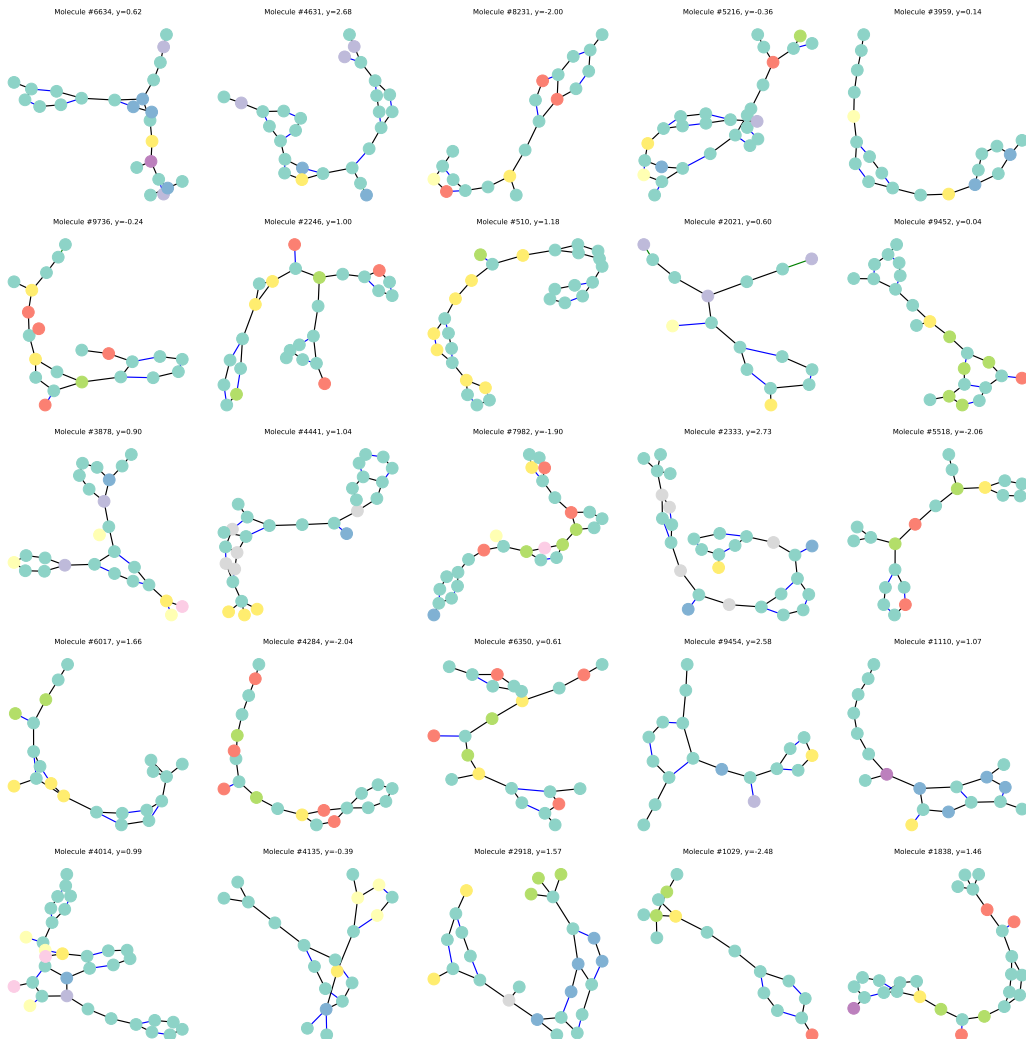 Molecule #6634, y=0.62
Molecule #4631, y=2.68
Molecule #8231, y=-2.00
Molecule #5216, y=-0.36
Molecule #3959, y=0.14
Molecule #9736, y=-0.24
Molecule #2246, y=1.00
Molecule #510, y=1.18
Molecule #2021, y=0.60
Molecule #9452, y=0.04
Molecule #3878, y=0.90
Molecule #4441, y=1.04
Molecule #7982, y=-1.90
Molecule #2333, y=2.73
Molecule #5518, y=-2.06
Molecule #6017, y=1.66
Molecule #4284, y=-2.04
Molecule #6350, y=0.61
Molecule #9454, y=2.58
Molecule #1110, y=1.07
Molecule #4014, y=0.99
Molecule #4135, y=-0.39
Molecule #2918, y=1.57
Molecule #1029, y=-2.48
Molecule #1838, y=1.46